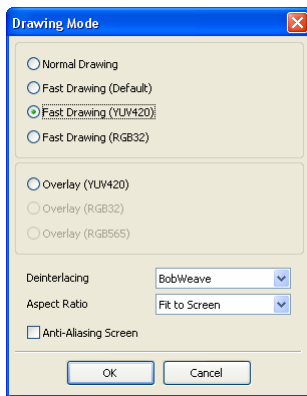 Drawing Mode
Normal Drawing
Fast Drawing (Default)
Fast Drawing (YUV420)
Fast Drawing (RGB32)
Overlay (YUV420)
Overlay (RGB32)
Overlay (RGB565)
Deinterlacing BobWeave
Aspect Ratio Fit to Screen
Anti-Aliasing Screen
OK Cancel